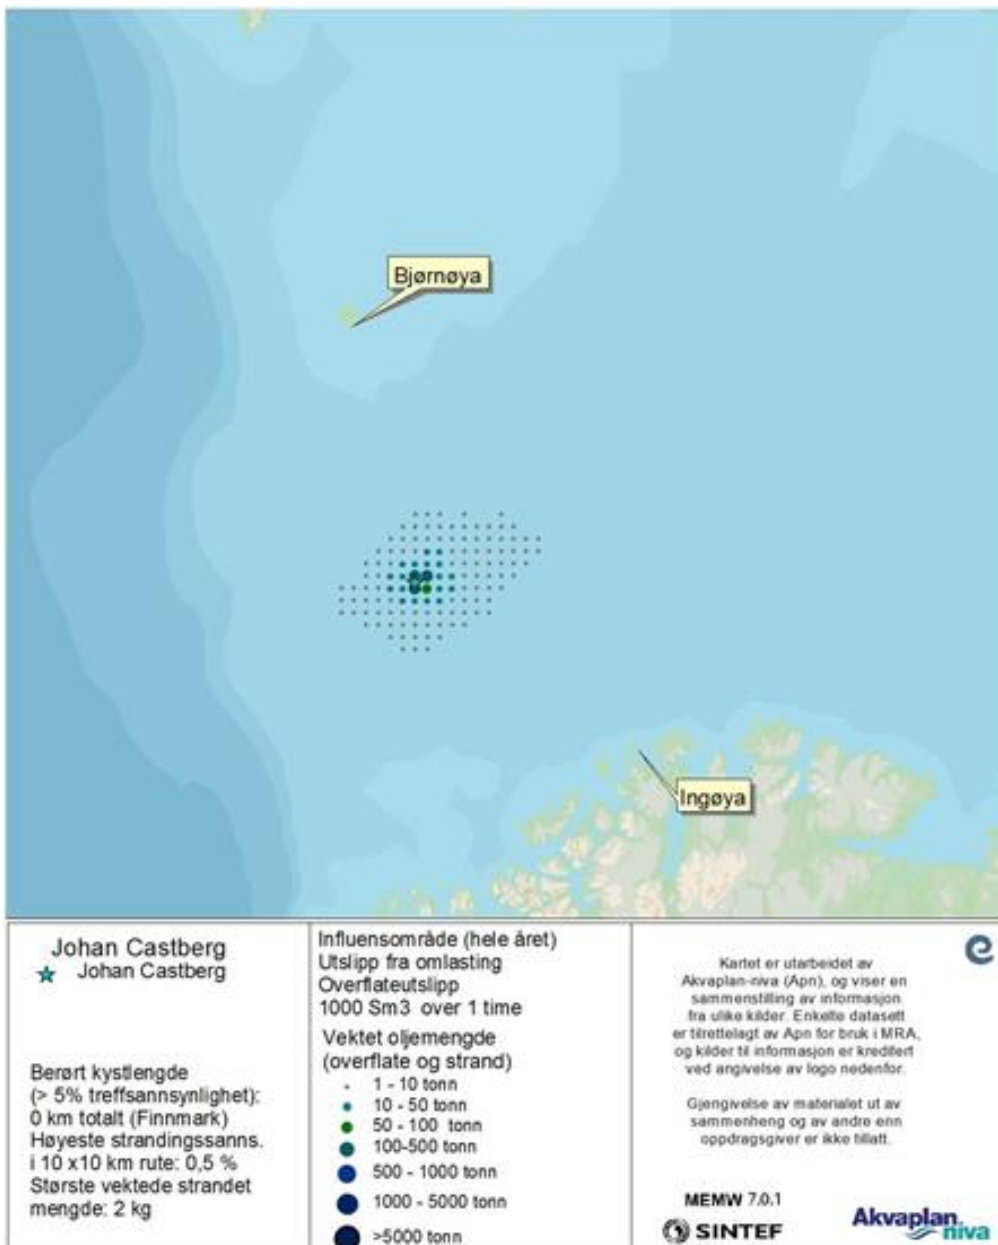 Bjørnøya
Ingøya
Johan Castberg
Johan Castberg
Berørt kystlengde
(> 5% treffsannsynlighet):
0 km totalt (Finnmark)
Høyeste strandingssanns.
i 10 x10 km rute: 0,5 %
Største vektede strandet
mengde: 2 kg
Influensområde (hele året)
Utslipp fra omlasting
Overflateutslipp
1000 Sm3 over 1 time
Vektet oljemengde
(overflate og strand)
1 - 10 tonn
10 - 50 tonn
50 - 100 tonn
100-500 tonn
500 - 1000 tonn
1000 - 5000 tonn
>5000 tonn
Kartet er utarbeidet av
Akvaplan-niva (Apn), og viser en
sammenstilling av informasjon
fra ulike kilder. Enkelte datasett
er tilrettelagt av Apn for bruk i MRA,
og kilder til informasjon er kreditert
ved angivelse av logo nedenfor.
Gjengivelse av materialet ut av
sammenheng og av andre enn
oppdragsgiver er ikke tillatt.
MEMW 7.0.1
SINTEF
Akvaplan
niva